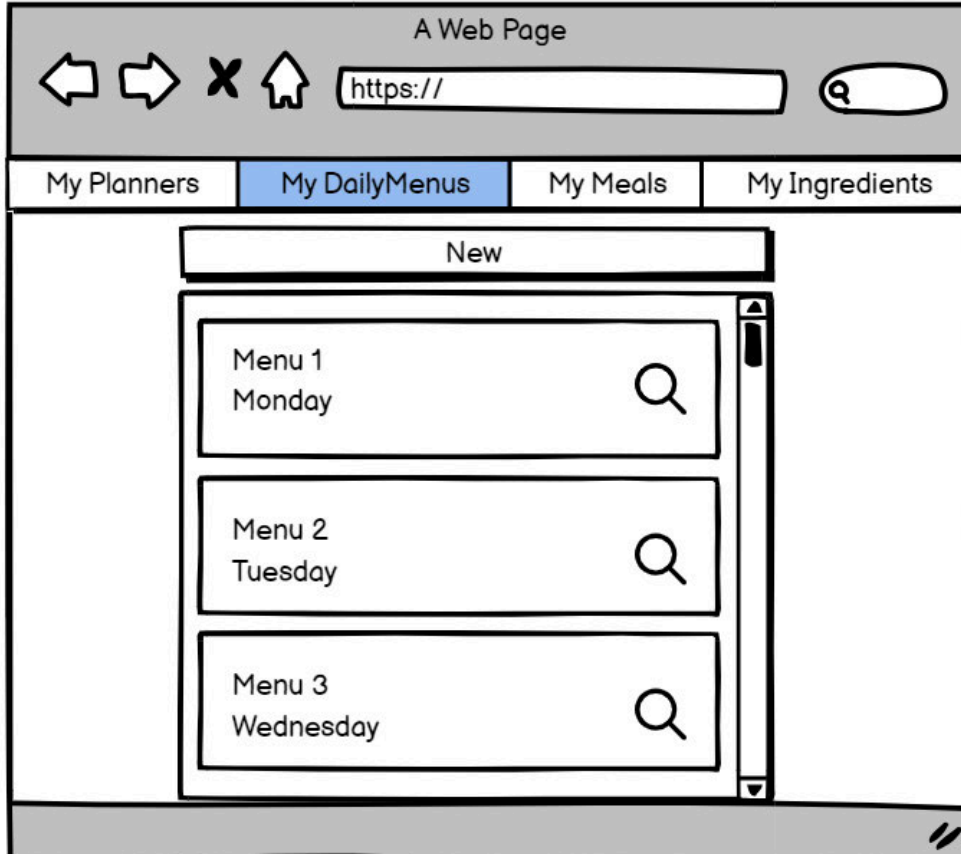 A Web Page
https://
My Planners
My DailyMenus
My Meals
My Ingredients
New
Menu 1
Monday
Menu 2
Tuesday
Menu 3
Wednesday